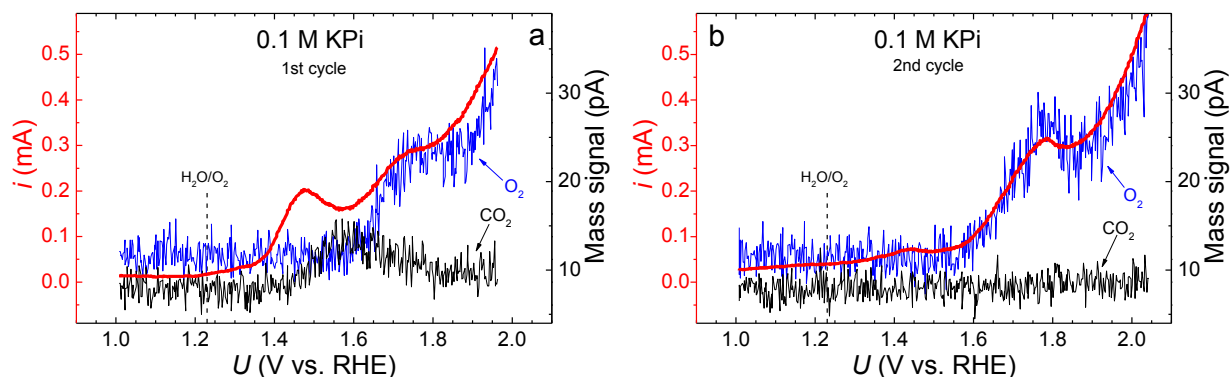 0.1 M KPi
a
1st cycle
0.5
0.4
0.3
0.2
0.1
0.0
i (mA)
H₂O/O₂
O₂
CO₂
30
20
10
Mass signal (pA)
1.0 1.2 1.4 1.6 1.8 2.0
U (V vs. RHE)
b
0.1 M KPi
2nd cycle
0.5
0.4
0.3
0.2
0.1
0.0
i (mA)
H₂O/O₂
O₂
CO₂
30
20
10
Mass signal (pA)
1.0 1.2 1.4 1.6 1.8 2.0
U (V vs. RHE)